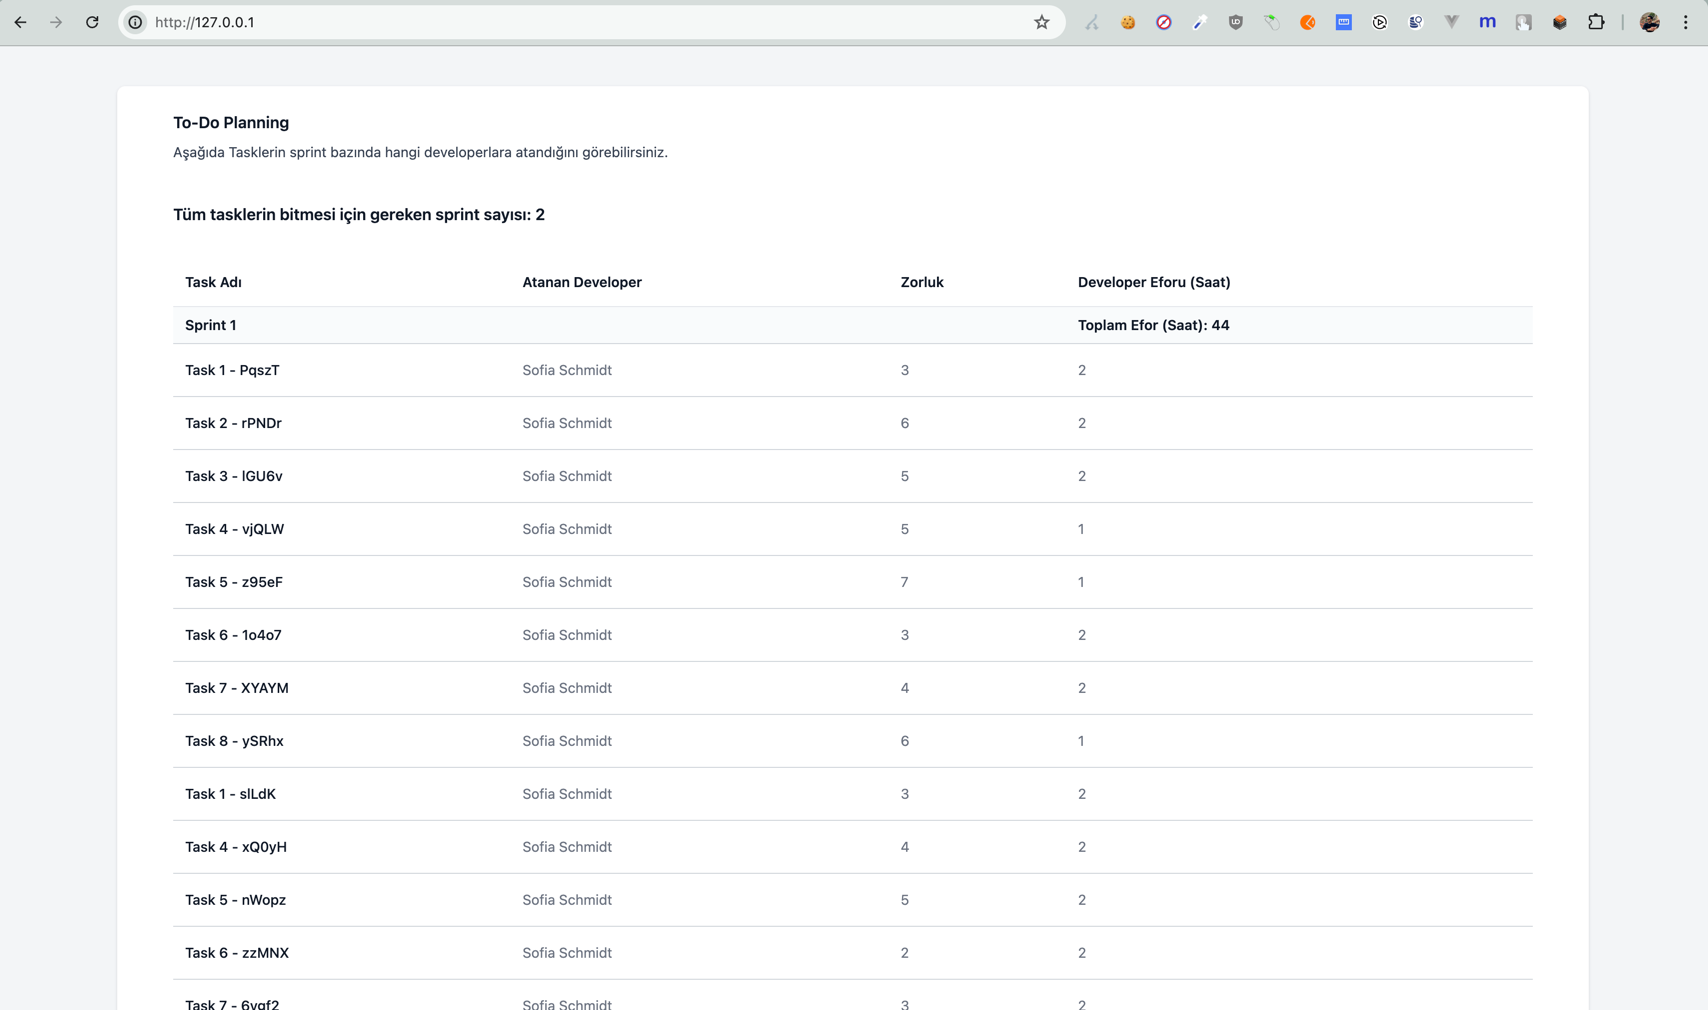 http://127.0.0.1
To-Do Planning
Aşağıda Tasklerin sprint bazında hangi developerlara atandığını görebilirsiniz.
Tüm tasklerin bitmesi için gereken sprint sayısı: 2
Task Adı Atanan Developer Zorluk Developer Eforu (Saat)
Sprint 1 Toplam Efor (Saat): 44
Task 1 - PqszT Sofia Schmidt 3 2
Task 2 - rPNDr Sofia Schmidt 6 2
Task 3 - lGU6v Sofia Schmidt 5 2
Task 4 - vjQLW Sofia Schmidt 5 1
Task 5 - z95eF Sofia Schmidt 7 1
Task 6 - 1o4o7 Sofia Schmidt 3 2
Task 7 - XYAYM Sofia Schmidt 4 2
Task 8 - ySRhx Sofia Schmidt 6 1
Task 1 - slLdK Sofia Schmidt 3 2
Task 4 - xQ0yH Sofia Schmidt 4 2
Task 5 - nWopz Sofia Schmidt 5 2
Task 6 - zzMNX Sofia Schmidt 2 2
Task 7 - Sofia Schmidt 3 2